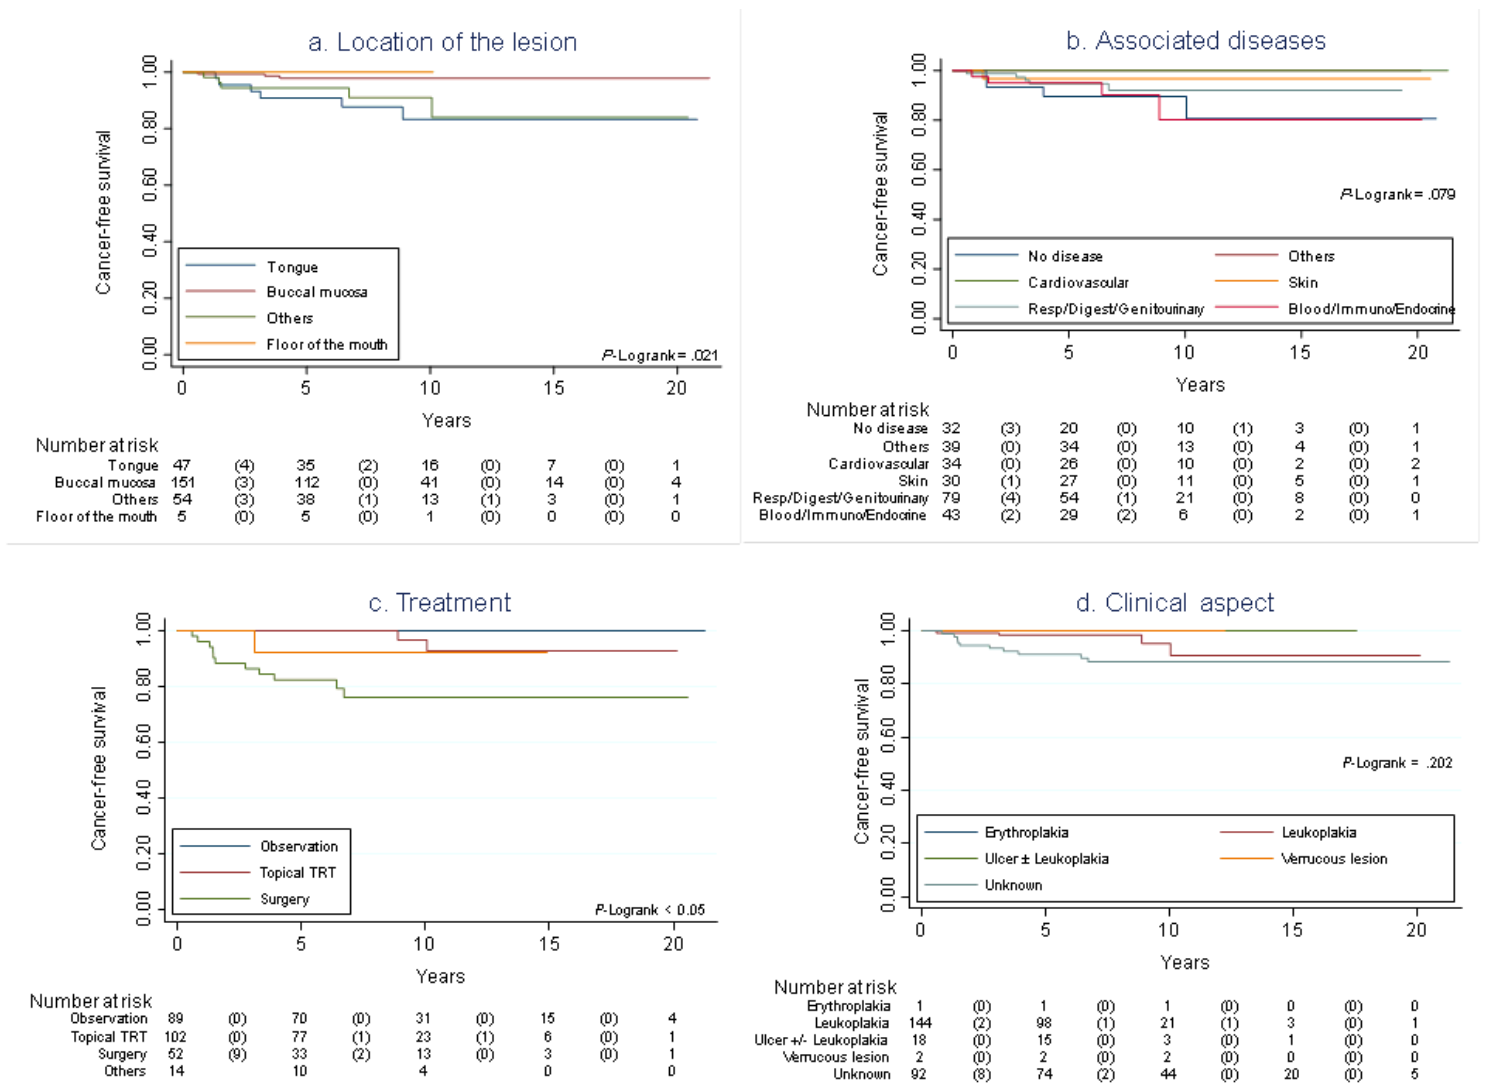 a. Location of the lesion
Cancer-free survival
1.00
0.80
0.60
0.40
0.20
0.00
Tongue
Buccal mucosa
Others
Floor of the mouth
P-Logrank= .021
0 5 10 15 20
Years
Number at risk
Tongue 47 (4) 35 (2) 16 (0) 7 (0) 1
Buccal mucosa 151 (3) 112 (0) 41 (0) 14 (0) 4
Others 54 (3) 38 (1) 13 (1) 3 (0) 1
Floor of the mouth 5 (0) 5 (0) 1 (0) 0 (0) 0
b. Associated diseases
Cancer-free survival
1.00
0.80
0.60
0.40
0.20
0.00
P-Logrank= .079
No disease Others
Cardiovascular Skin
Resp/Digest/Genitourinary Blood/Immuno/Endocrine
0 5 10 15 20
Years
Number at risk
No disease 32 (3) 20 (0) 10 (1) 3 (0) 1
Others 39 (0) 34 (0) 13 (0) 4 (0) 1
Cardiovascular 34 (0) 26 (0) 10 (0) 2 (0) 2
Skin 30 (1) 27 (0) 11 (0) 5 (0) 1
Resp/Digest/Genitourinary 79 (4) 54 (1) 21 (0) 8 (0) 0
Blood/Immuno/Endocrine 43 (2) 29 (2) 6 (0) 2 (0) 1
c. Treatment
Cancer-free survival
1.00
0.80
0.60
0.40
0.20
0.00
Observation
Topical TRT
Surgery
P-Logrank < 0.05
0 5 10 15 20
Years
Number at risk
Observation 89 (0) 70 (0) 31 (0) 15 (0) 4
Topical TRT 102 (0) 77 (1) 23 (1) 6 (0) 1
Surgery 52 (9) 33 (2) 13 (0) 3 (0) 1
Others 14 10 4 0 0
d. Clinical aspect
Cancer-free survival
1.00
0.80
0.60
0.40
0.20
0.00
P-Logrank = .202
Erythroplakia Leukoplakia
Ulcer ± Leukoplakia Verrucous lesion
Unknown
0 5 10 15 20
Years
Number at risk
Erythroplakia 1 (0) 1 (0) 1 (0) 0 (0) 0
Leukoplakia 144 (2) 98 (1) 21 (1) 3 (0) 1
Ulcer +/- Leukoplakia 18 (0) 15 (0) 3 (0) 1 (0) 0
Verrucous lesion 2 (0) 2 (0) 2 (0) 0 (0) 0
Unknown 92 (8) 74 (2) 44 (0) 20 (0) 5